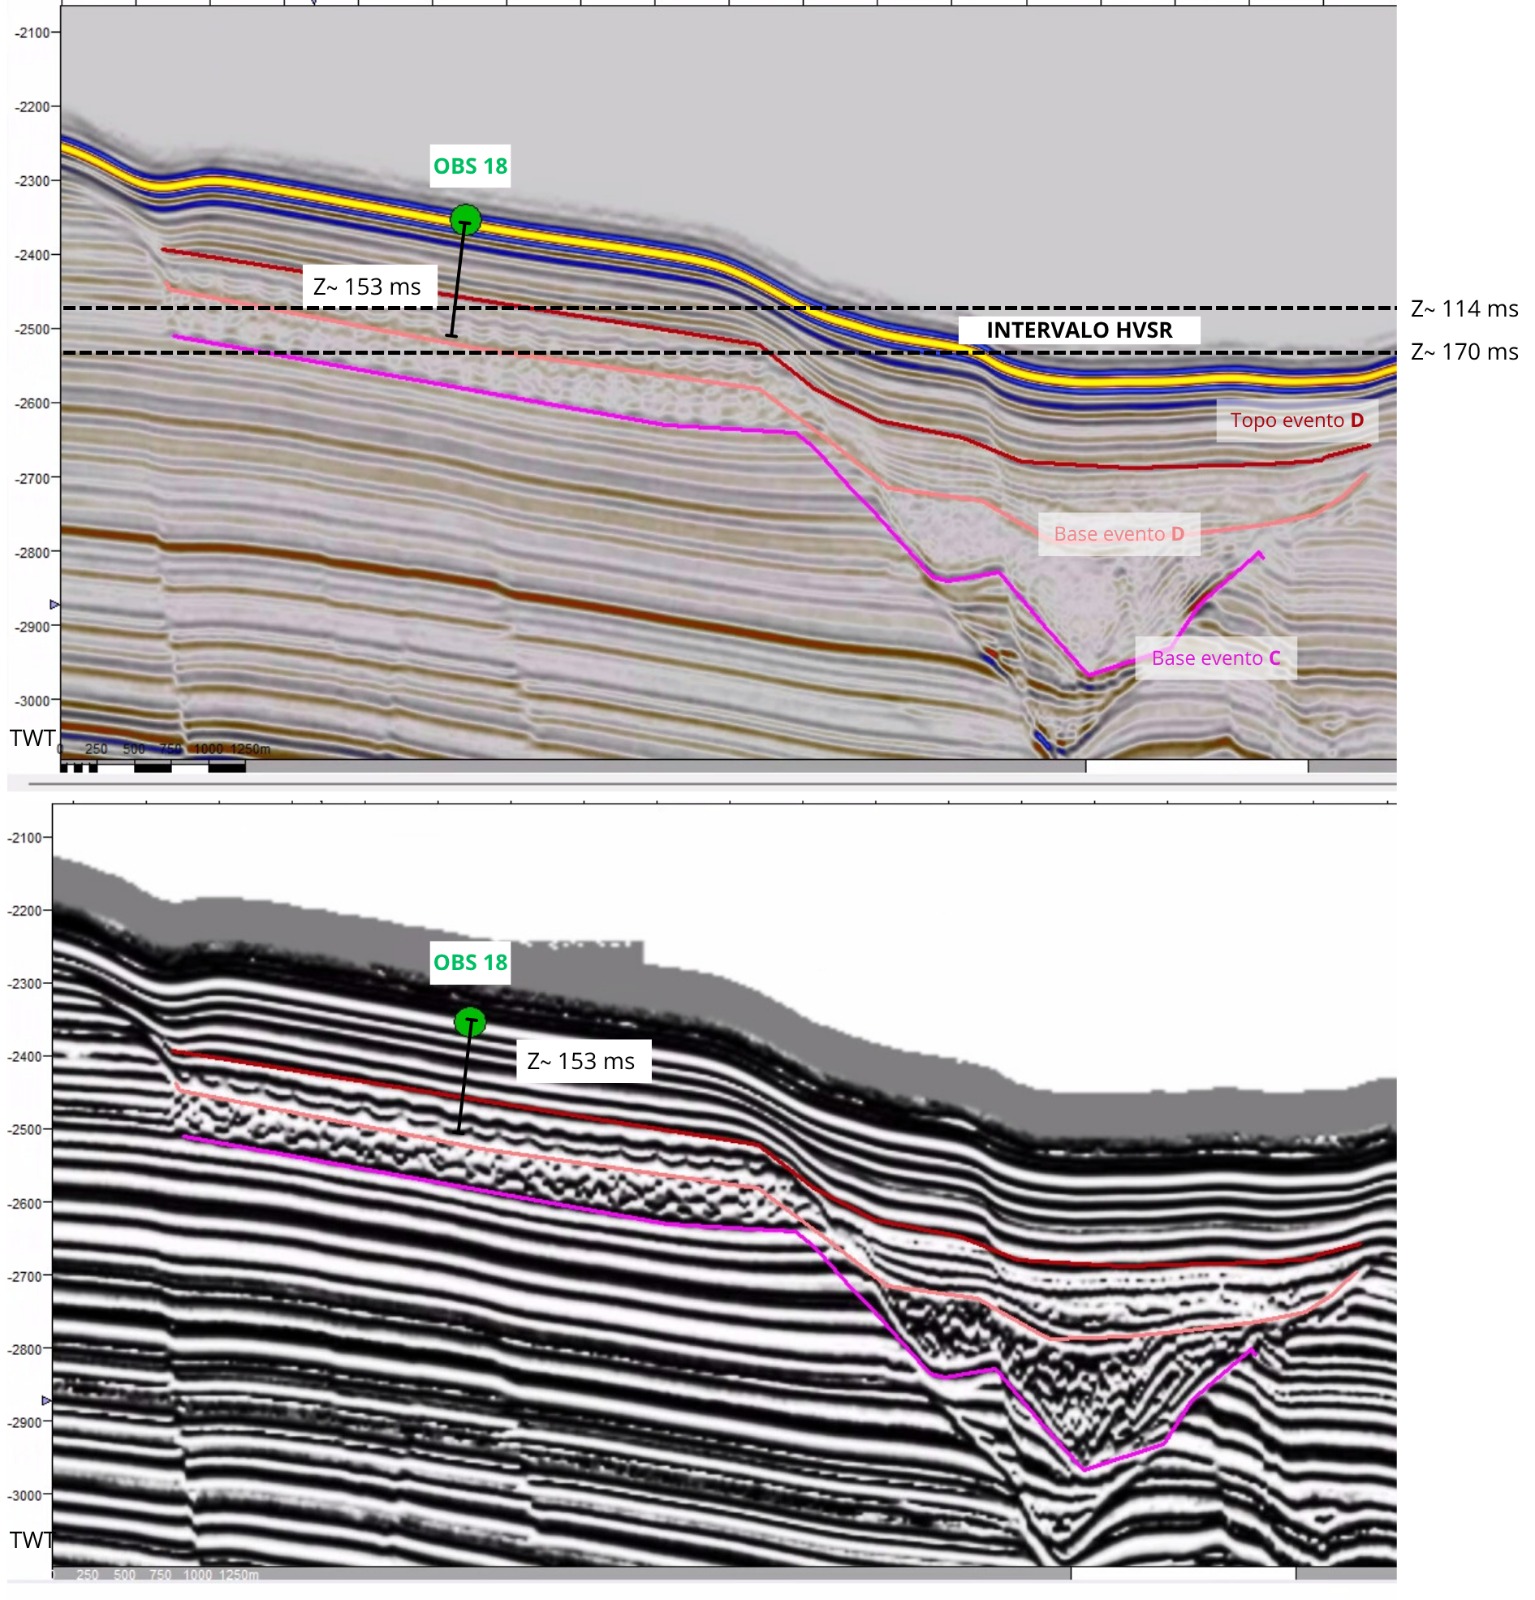 -2100
-2200
OBS 18
-2300
-2400
Z~ 153 ms
Z~ 114 ms
-2500
INTERVALO HVSR
Z~ 170 ms
-2600
Topo evento D
-2700
Base evento D
-2800
-2900
Base evento C
-3000
TWT
0 250 500 750 1000 1250m
-2100
-2200
OBS 18
-2300
-2400
Z~ 153 ms
-2500
-2600
-2700
-2800
-2900
-3000
TWT
250 500 750 1000 1250m